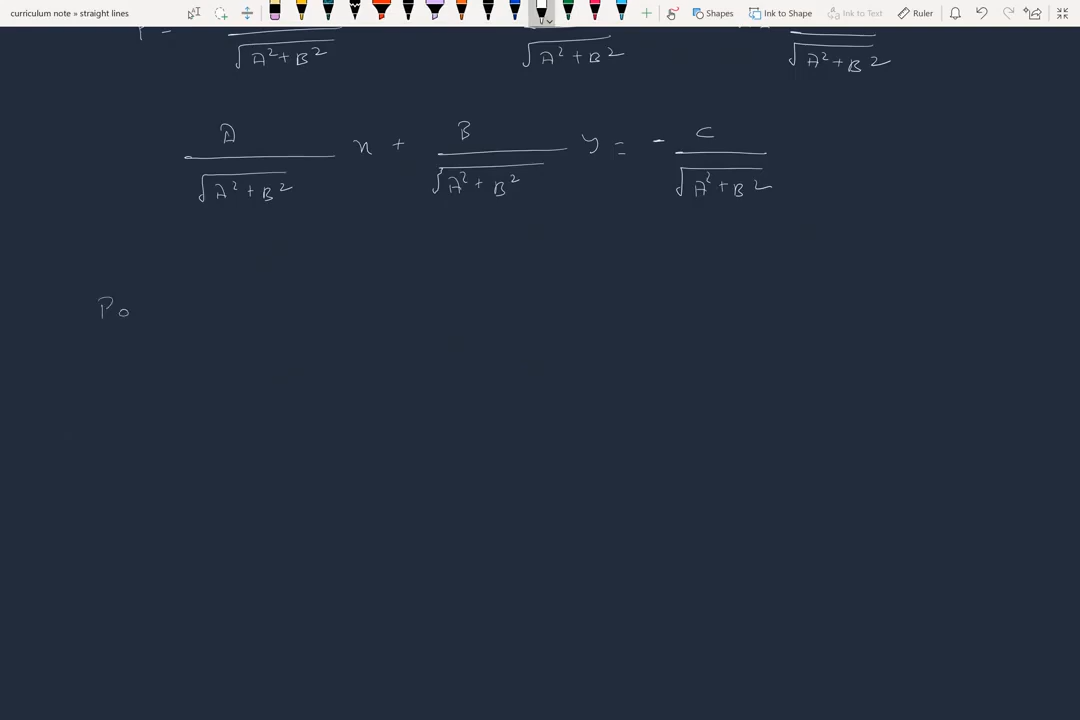 curriculum note » straight lines
Shapes Ink to Shape Ink to Text Ruler
P =
√A²+B² √A²+B² √A²+B²
A/√A²+B² x + B/√A²+B² y = - C/√A²+B²
Po